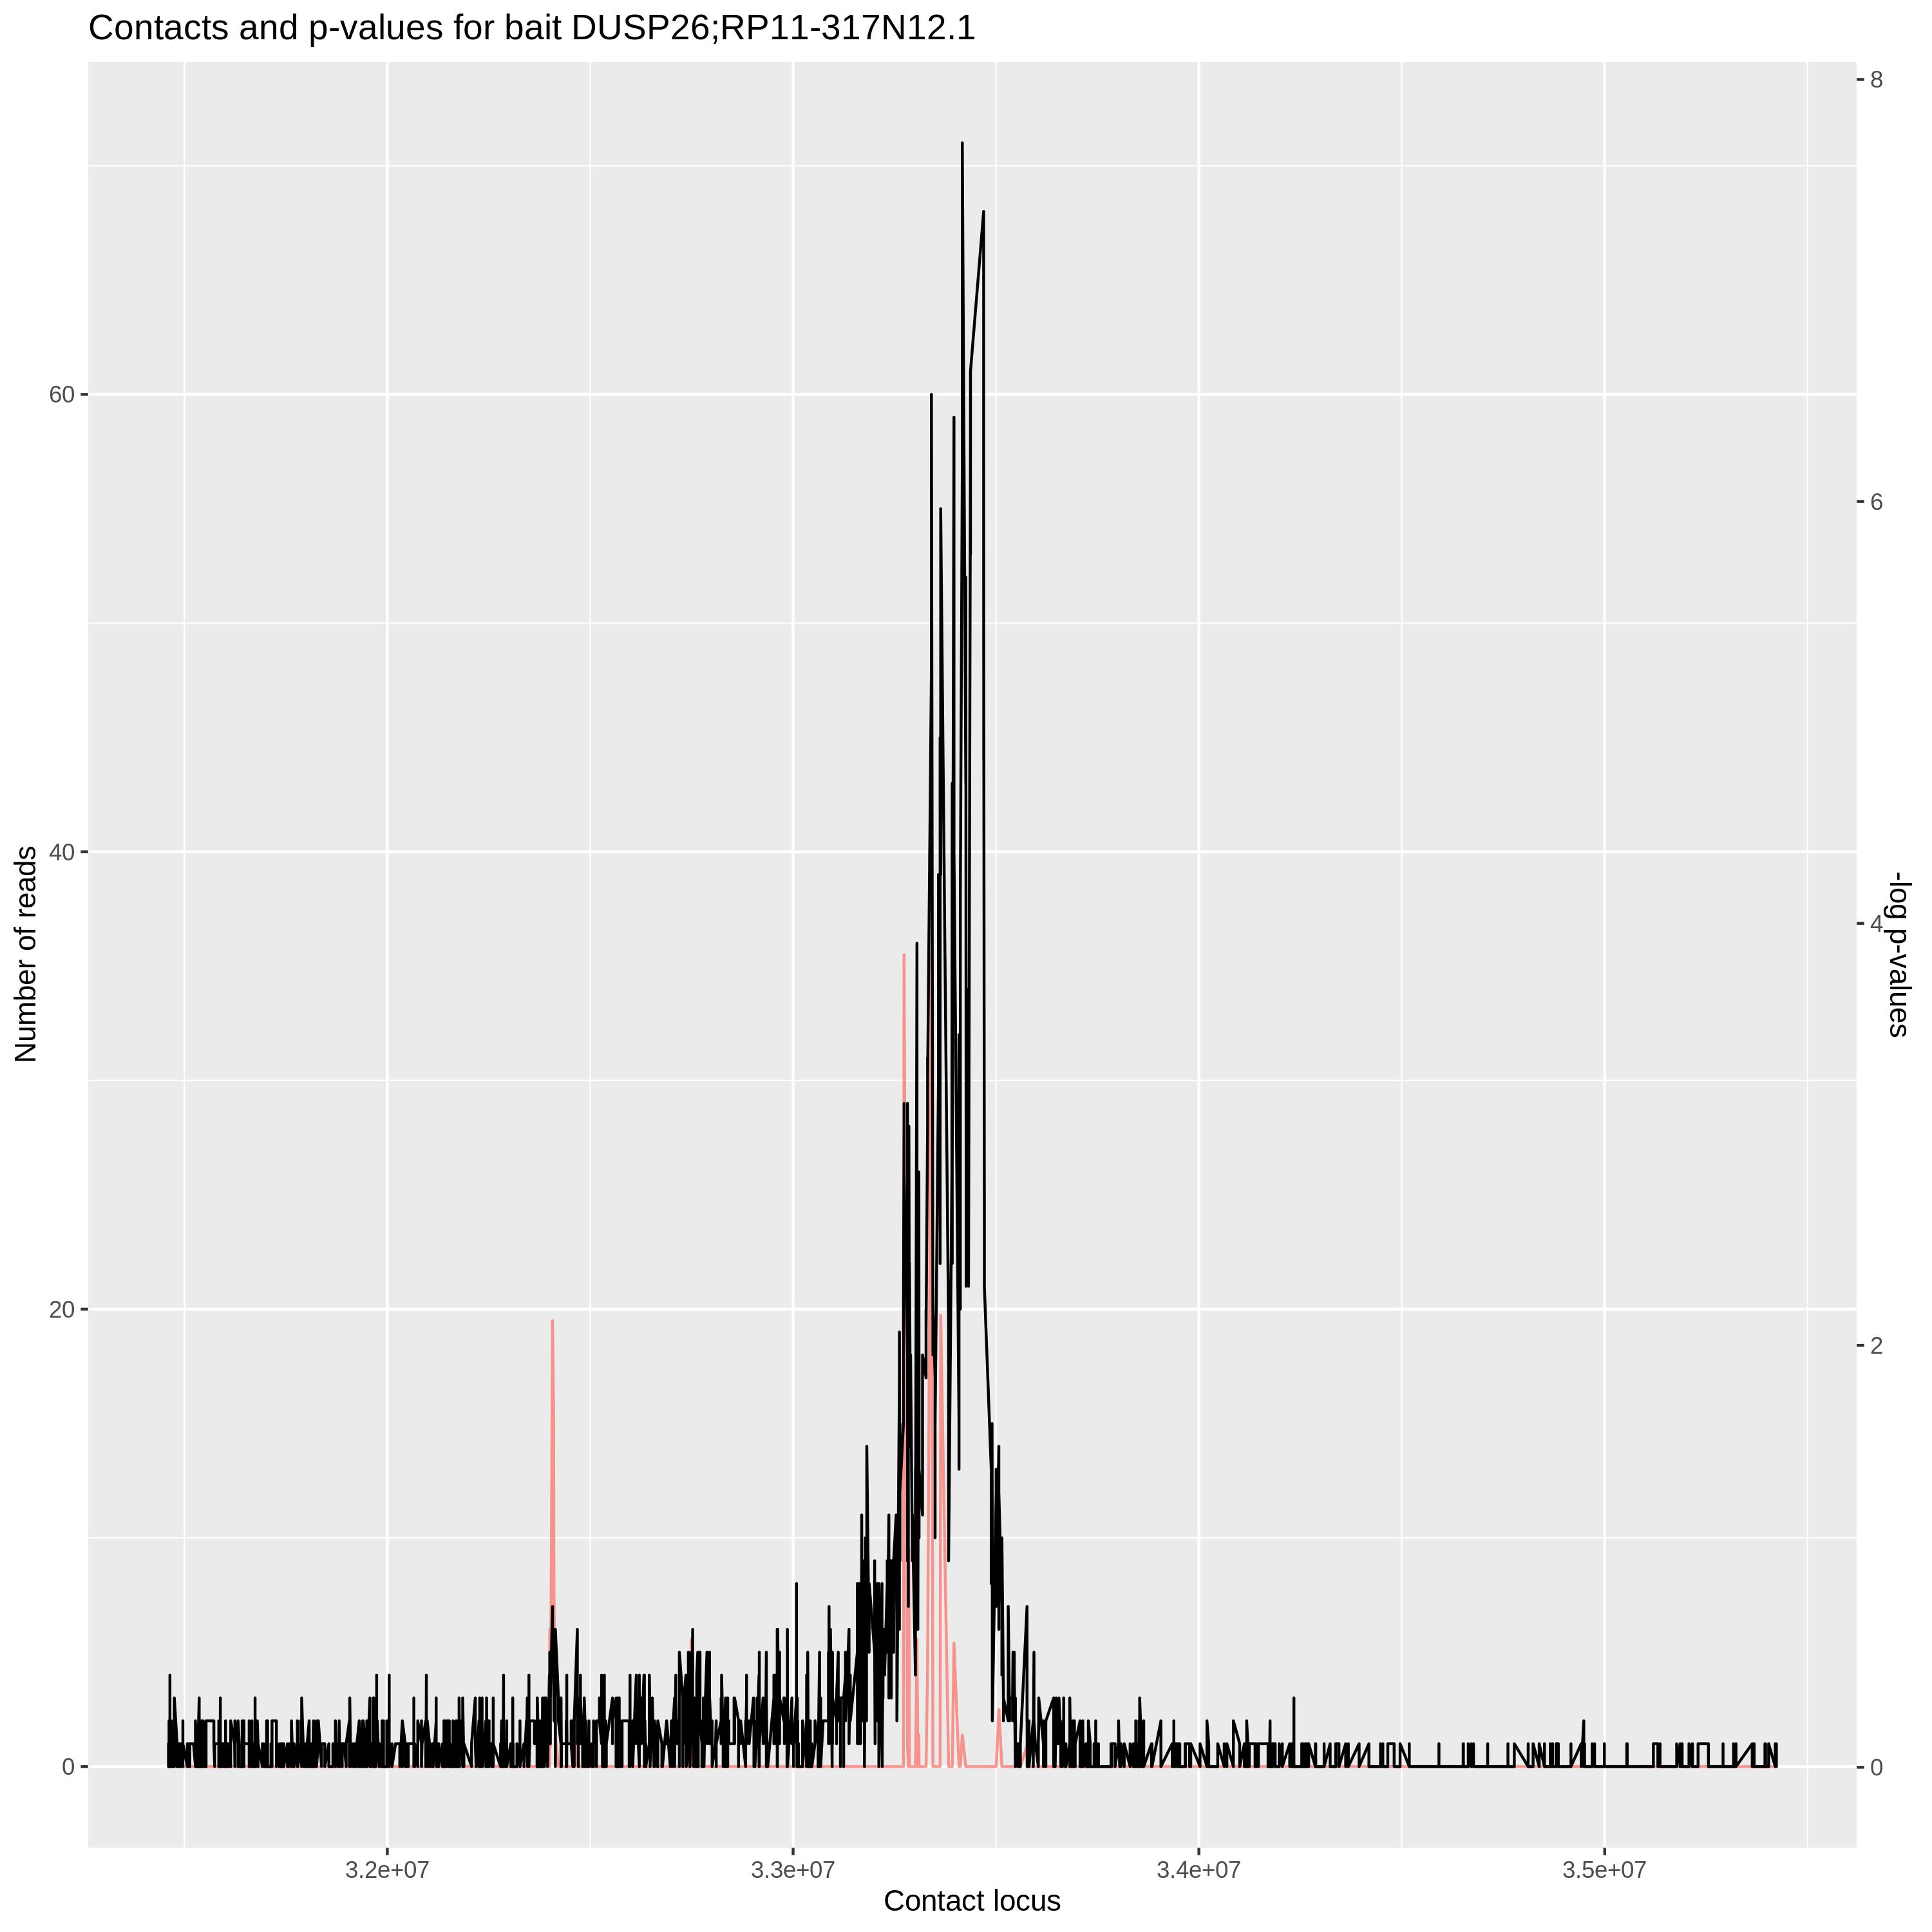 Contacts and p-values for bait DUSP26;RP11-317N12.1
Number of reads
60
40
20
0
8
6
4
2
0
-log p-values
3.2e+07 3.3e+07 3.4e+07 3.5e+07
Contact locus